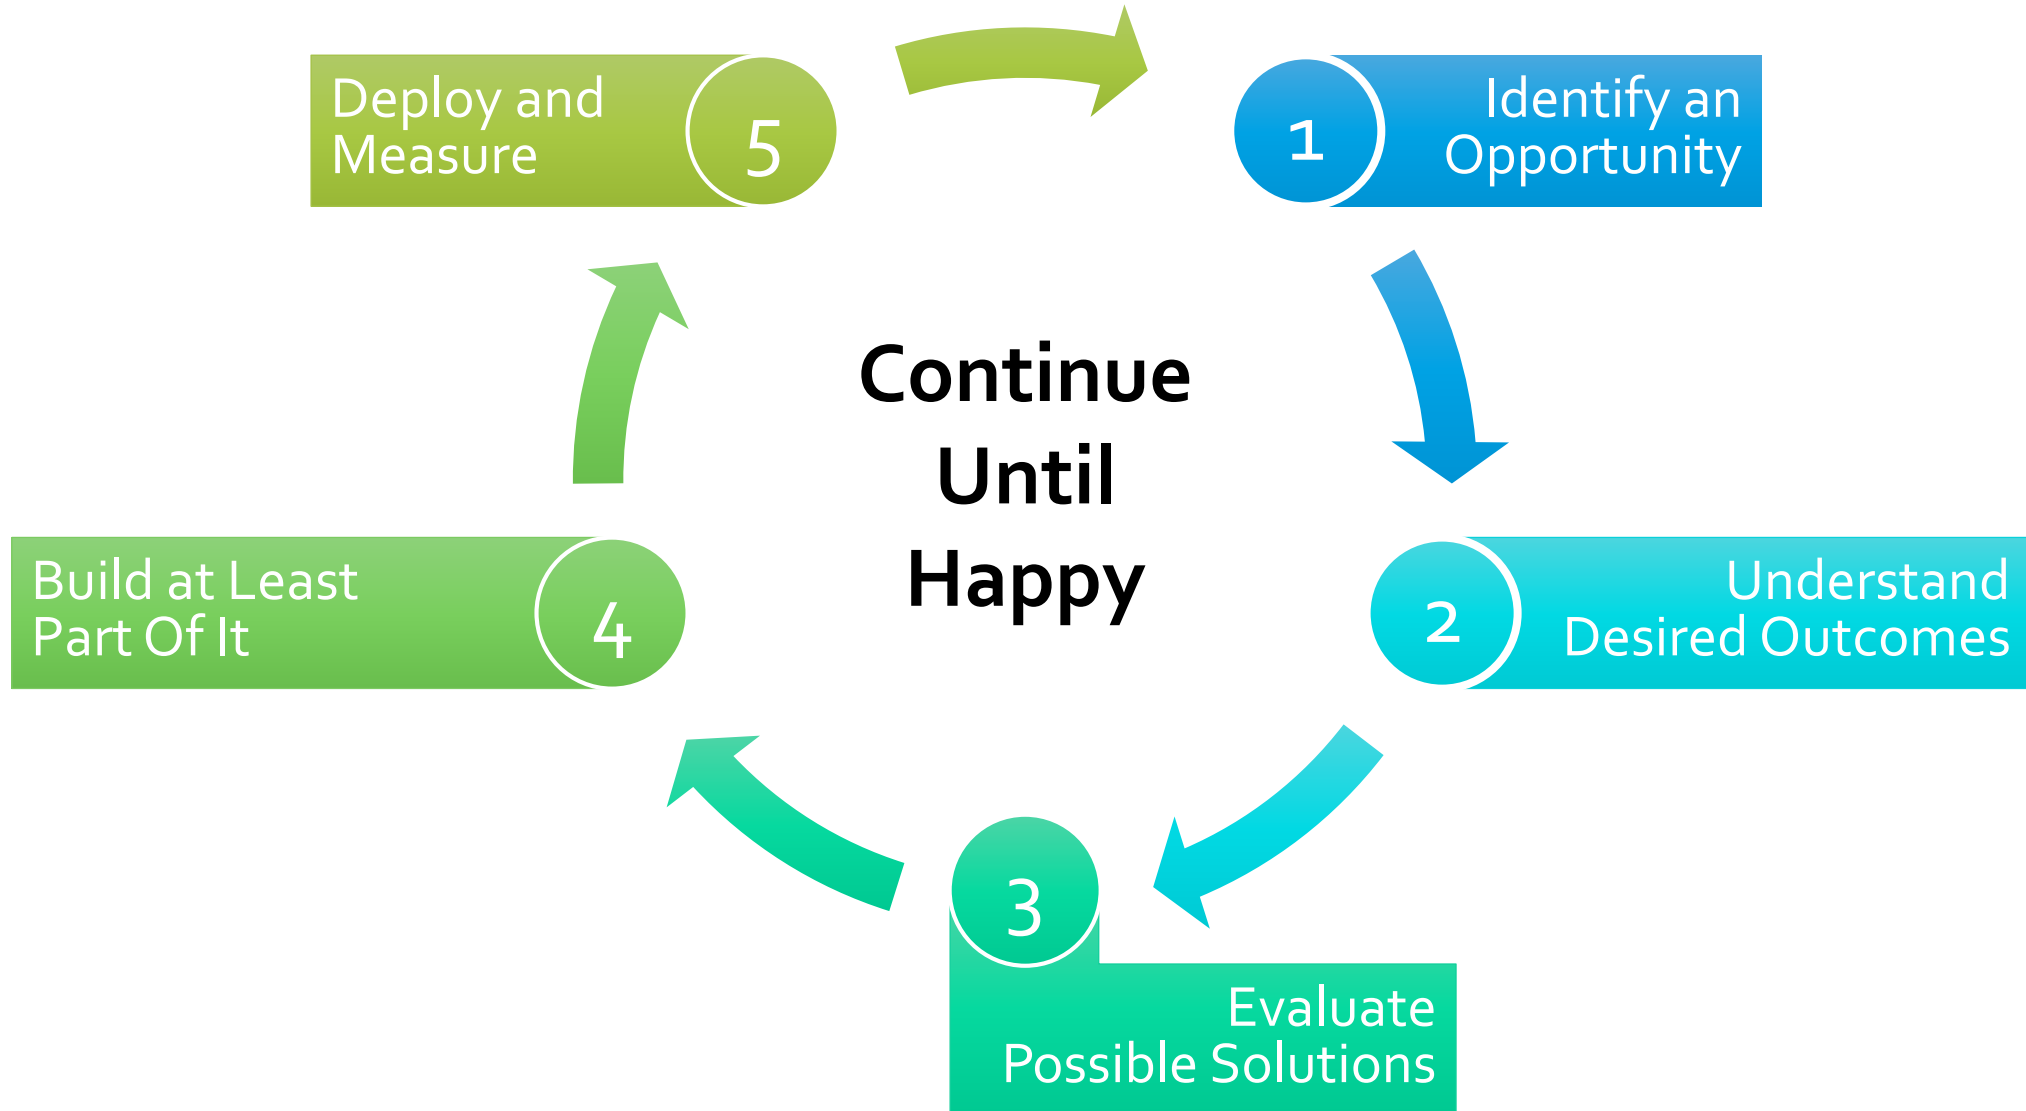 1
Identify an
Opportunity
2
Understand
Desired Outcomes
3
Evaluate
Possible Solutions
4
Build at Least
Part Of It
5
Deploy and
Measure
Continue
Until
Happy